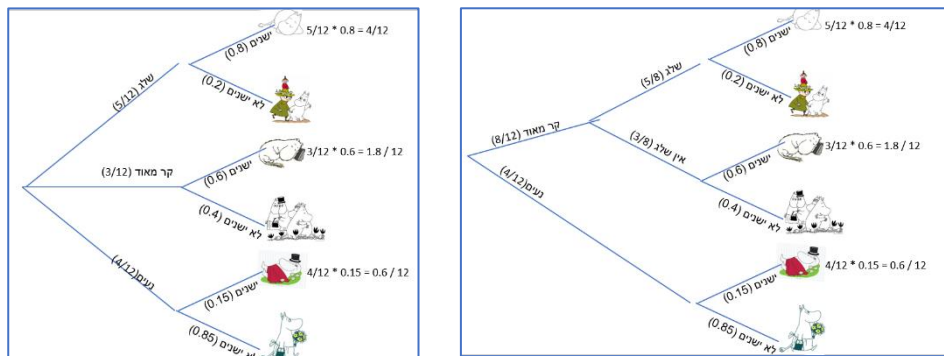 ישנים (0.8)
5/12 * 0.8 = 4/12
שלג (5/12)
לא ישנים (0.2)
קר מאוד (3/12)
ישנים (0.6)
3/12 * 0.6 = 1.8 / 12
לא ישנים (0.4)
נעים (4/12)
ישנים (0.15)
4/12 * 0.15 = 0.6 / 12
לא ישנים (0.85)
ישנים (0.8)
5/12 * 0.8 = 4/12
שלג (5/8)
לא ישנים (0.2)
קר מאוד (8/12)
אין שלג (3/8)
ישנים (0.6)
3/12 * 0.6 = 1.8 / 12
לא ישנים (0.4)
נעים (4/12)
ישנים (0.15)
4/12 * 0.15 = 0.6 / 12
לא ישנים (0.85)